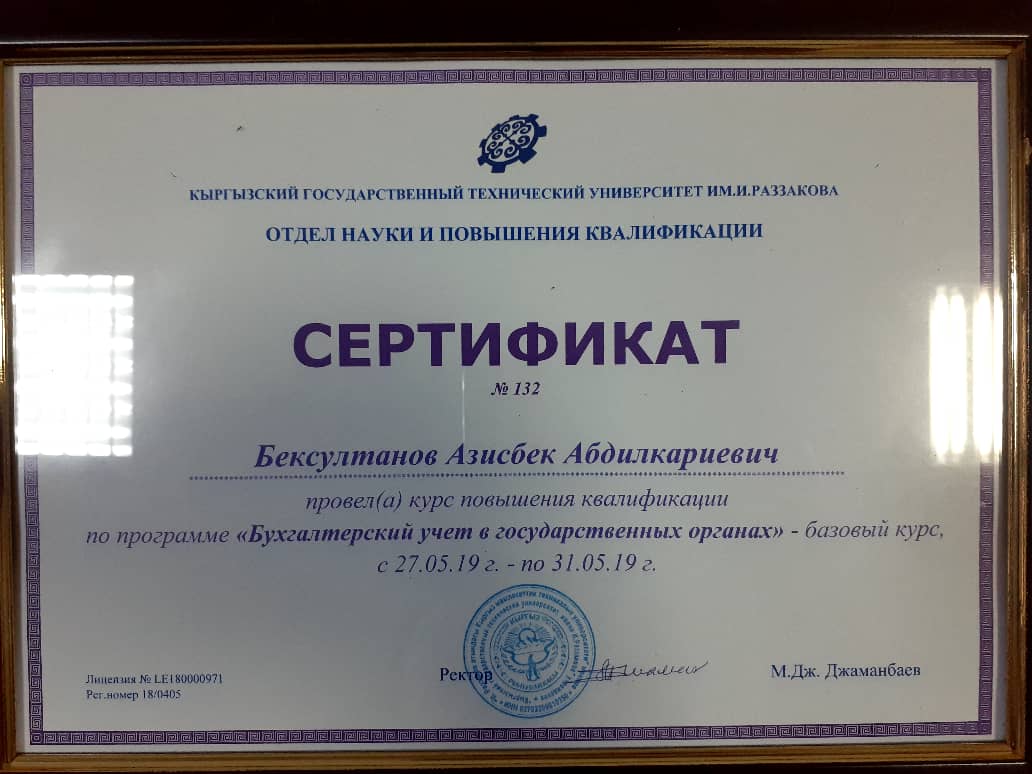 КЫРГЫЗСКИЙ ГОСУДАРСТВЕННЫЙ ТЕХНИЧЕСКИЙ УНИВЕРСИТЕТ ИМ.И.РАЗЗАКОВА
ОТДЕЛ НАУКИ И ПОВЫШЕНИЯ КВАЛИФИКАЦИИ
СЕРТИФИКАТ
№ 132
Бексултанов Азисбек Абдилкариевич
провел(а) курс повышения квалификации
по программе «Бухгалтерский учет в государственных органах» - базовый курс,
с 27.05.19 г. - по 31.05.19 г.
Лицензия № LE180000971
Рег.номер 18/0405
Ректор
М.Дж. Джаманбаев